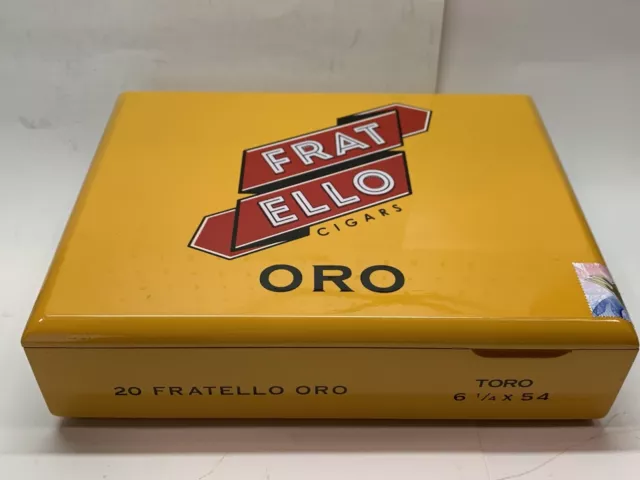 FRAT
ELLO
CIGARS
ORO
20 FRATELLO ORO
TORO
6 1/4 X 54